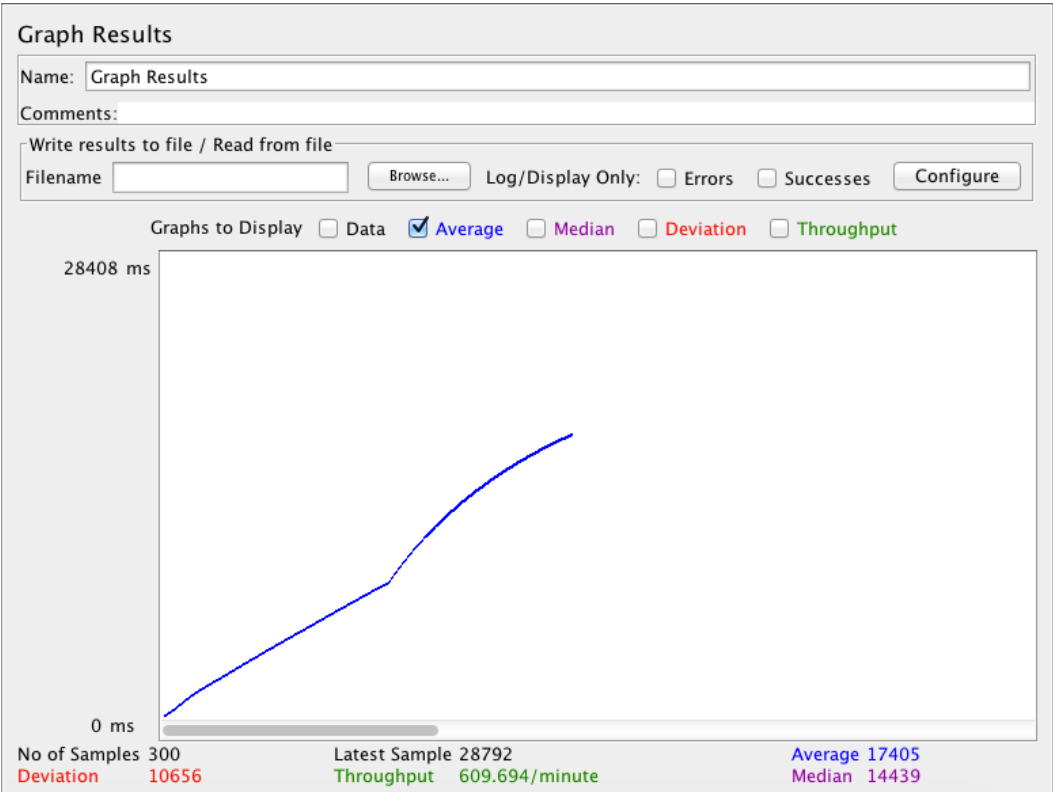 Graph Results
Name: Graph Results
Comments:
Write results to file / Read from file
Filename Browse... Log/Display Only: Errors Successes Configure
Graphs to Display Data Average Median Deviation Throughput
28408 ms
0 ms
No of Samples 300 Latest Sample 28792 Average 17405
Deviation 10656 Throughput 609.694/minute Median 14439